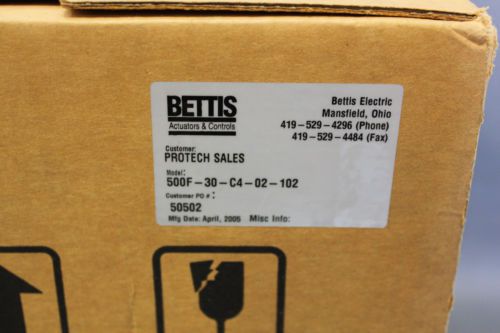 BETTIS
Actuators & Controls
Bettis Electric
Mansfield, Ohio
419-529-4296 (Phone)
419-529-4484 (Fax)
Customer:
PROTECH SALES
Model:
500F-30-C4-02-102
Customer PO # :
50502
Mfg Date: April, 2005 Misc Info: